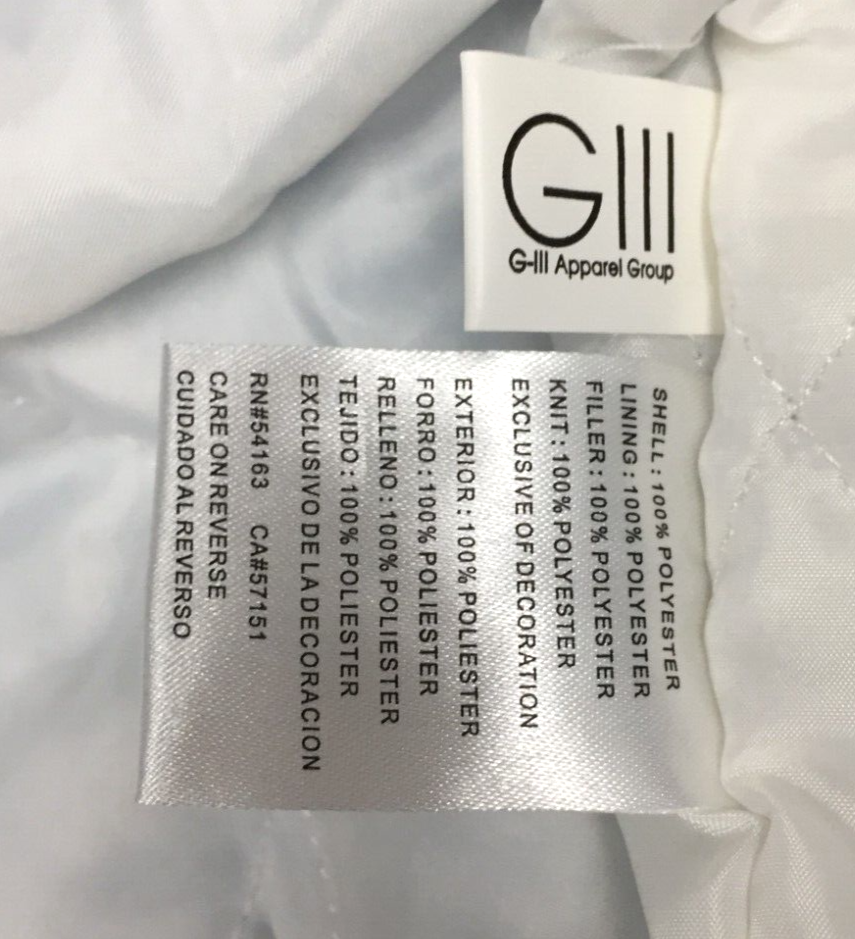 GIII
G-III Apparel Group
SHELL : 100% POLYESTER
LINING : 100% POLYESTER
FILLER : 100% POLYESTER
KNIT : 100% POLYESTER
EXCLUSIVE OF DECORATION
EXTERIOR : 100% POLIESTER
FORRO : 100% POLIESTER
RELLENO : 100% POLIESTER
TEJIDO : 100% POLIESTER
EXCLUSIVO DE LA DECORACION
RN#54163 CA#57151
CARE ON REVERSE
CUIDADO AL REVERSO